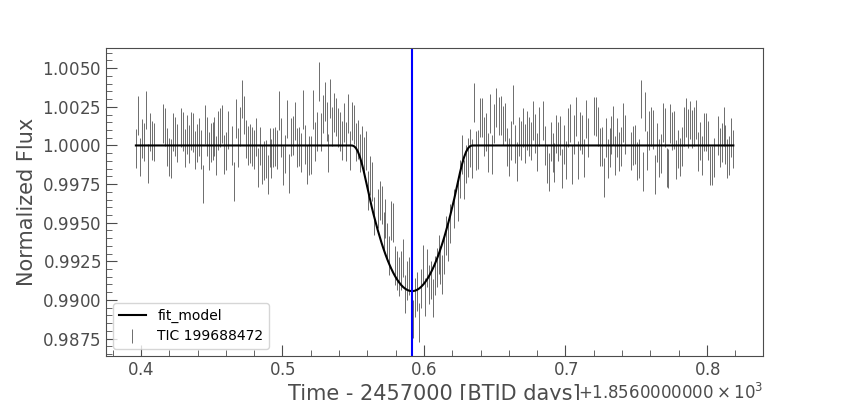 Normalized Flux
1.0050
1.0025
1.0000
0.9975
0.9950
0.9925
0.9900
0.9875
fit_model
TIC 199688472
0.4 0.5 0.6 0.7 0.8
Time - 2457000 [BTJD days]
+1.8560000000 × 10³